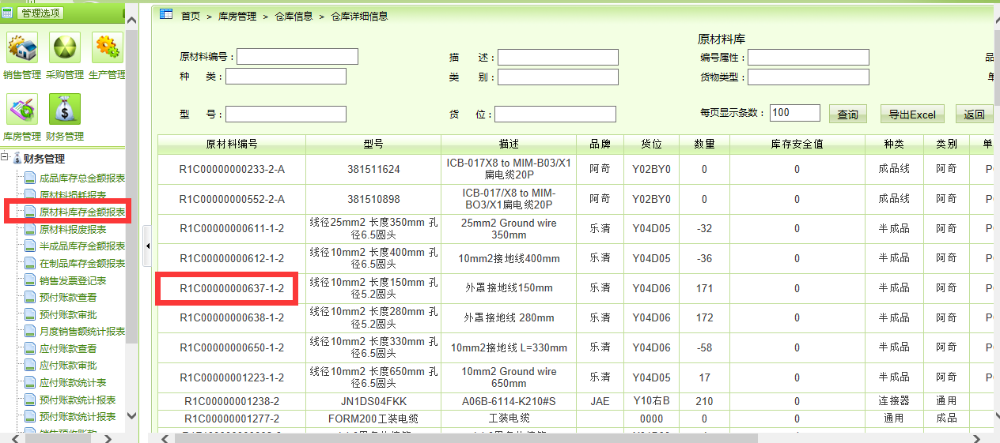 管理选项
销售管理 采购管理 生产管理
库房管理 财务管理
财务管理
成品库存总金额报表
原材料损耗报表
原材料库存金额报表
原材料报废报表
半成品库存金额报表
在制品库存金额报表
销售发票登记表
预付账款查看
预付账款审批
月度销售额统计报表
应付账款查看
应付账款审批
应付账款统计表
预付账款统计报表
预付账款统计报表
首页 > 库房管理 > 仓库信息 > 仓库详细信息
原材料库
原材料编号: 描 述: 编号属性: 品
种 类: 类 别: 货物类型: 单
型 号: 货 位: 每页显示条数: 100 查询 导出Excel 返回
原材料编号 型号 描述 品牌 货位 数量 库存安全值 种类 类别 单
R1C00000000233-2-A 381511624 ICB-017X8 to MIM-B03/X1 扁电缆20P 阿奇 Y02BY0 0 0 成品线 阿奇 P
R1C00000000552-2-A 381510898 ICB-017/X8 to MIM-BO3/X1扁电缆20P 阿奇 Y02BY0 0 0 成品线 阿奇 P
R1C00000000611-1-2 线径25mm2 长度350mm 孔径6.5圆头 25mm2 Ground wire 350mm 乐清 Y04D05 -32 0 半成品 阿奇 P
R1C00000000612-1-2 线径10mm2 长度400mm 孔径6.5圆头 10mm2接地线400mm 乐清 Y04D05 -36 0 半成品 阿奇 P
R1C00000000637-1-2 线径10mm2 长度150mm 孔径5.2圆头 外罩接地线150mm 乐清 Y04D06 171 0 半成品 阿奇 P
R1C00000000638-1-2 线径10mm2 长度280mm 孔径5.2圆头 外罩接地线 280mm 乐清 Y04D06 172 0 半成品 阿奇 P
R1C00000000650-1-2 线径10mm2 长度330mm 孔径6.5圆头 10mm2接地线 L=330mm 乐清 Y04D06 -58 0 半成品 阿奇 P
R1C00000001223-1-2 线径10mm2 长度650mm 孔径6.5圆头 10mm2 Ground wire 650mm 乐清 Y04D05 17 0 半成品 阿奇 P
R1C00000001238-2 JN1DS04FKK A06B-6114-K210#S JAE Y10右B 210 0 连接器 通用
R1C00000001277-2 FORM200工装电缆 工装电缆 0000 0 0 通用 成品